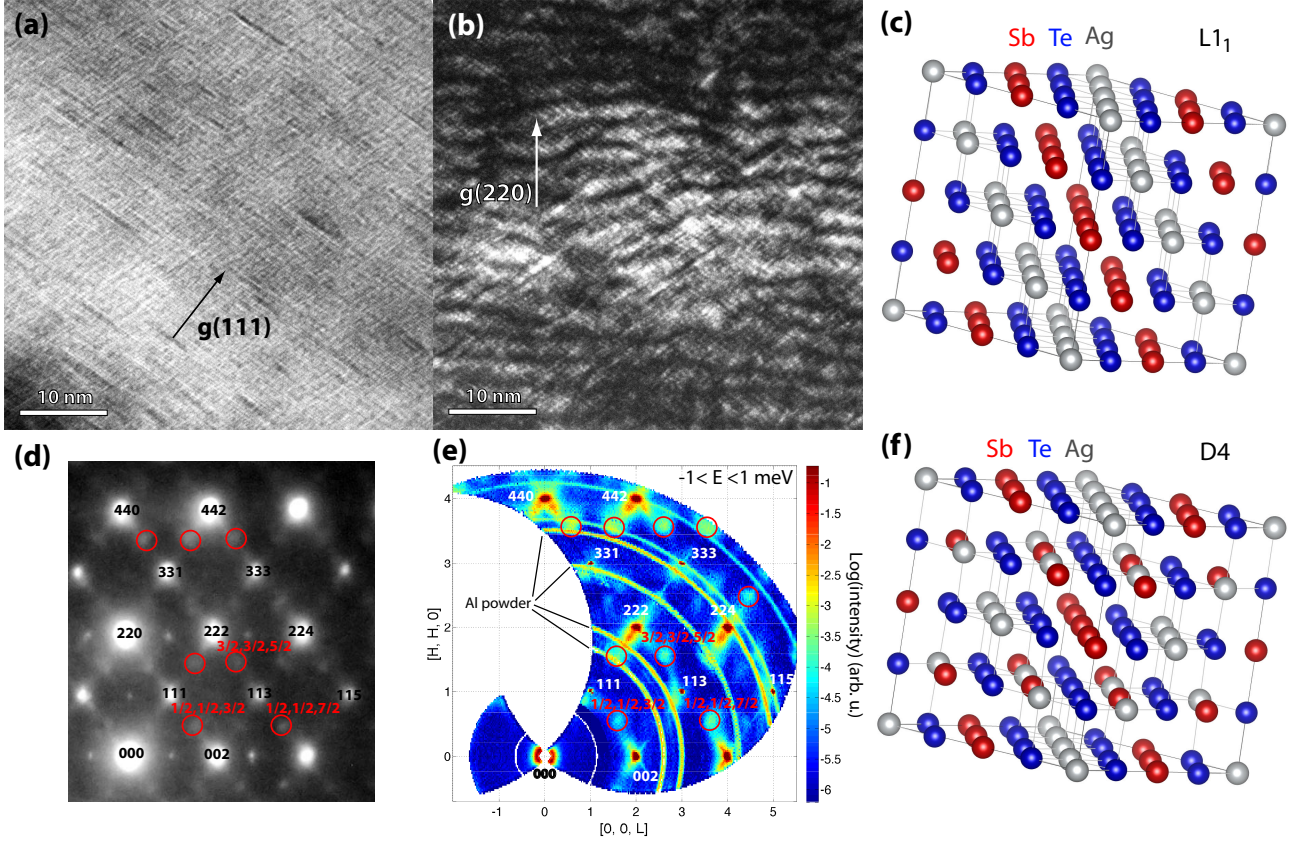 (a)
g(111)
10 nm
(b)
g(220)
10 nm
(c)
Sb Te Ag L1₁
(d)
440 442
331 333
220 222 224
3/2,3/2,5/2
111 113 115
1/2,1/2,3/2 1/2,1/2,7/2
000 002
(e)
-1< E <1 meV
440 442
331 333
Al powder
222 224
3/2,3/2,5/2
111 113 115
1/2,1/2,3/2 1/2,1/2,7/2
002
000
4
3
2
1
0
[H, H, 0]
-1 0 1 2 3 4 5
[0, 0, L]
-1
-1.5
-2
-2.5
-3
-3.5
-4
-4.5
-5
-5.5
-6
Log(intensity) (arb. u.)
(f)
Sb Te Ag D4